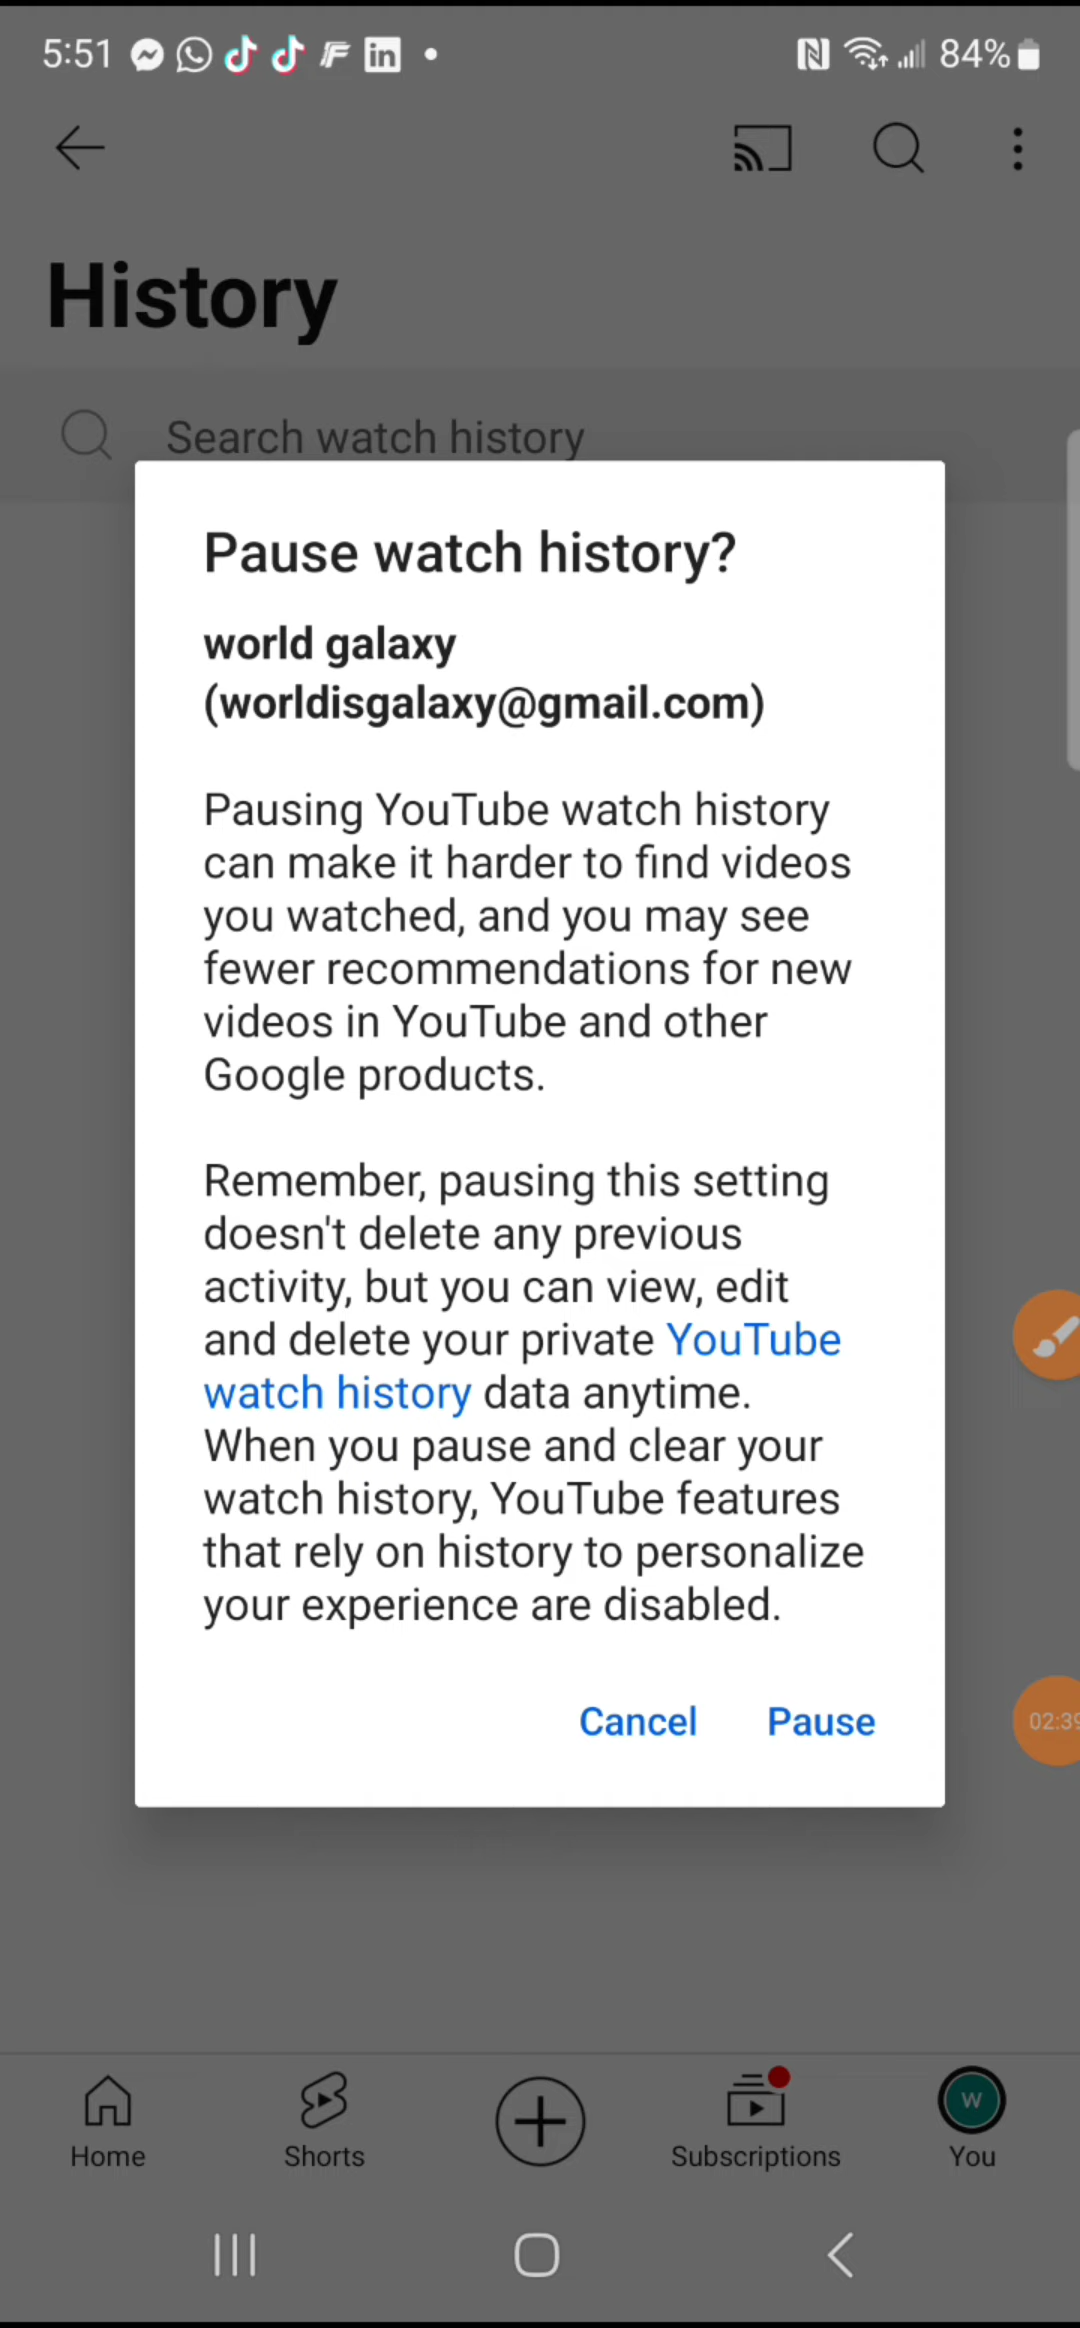 5:51
84%
History
Search watch history
Pause watch history?
world galaxy
(worldisgalaxy@gmail.com)
Pausing YouTube watch history
can make it harder to find videos
you watched, and you may see
fewer recommendations for new
videos in YouTube and other
Google products.
Remember, pausing this setting
doesn't delete any previous
activity, but you can view, edit
and delete your private YouTube
watch history data anytime.
When you pause and clear your
watch history, YouTube features
that rely on history to personalize
your experience are disabled.
Cancel Pause
02:39
W
Home Shorts Subscriptions You